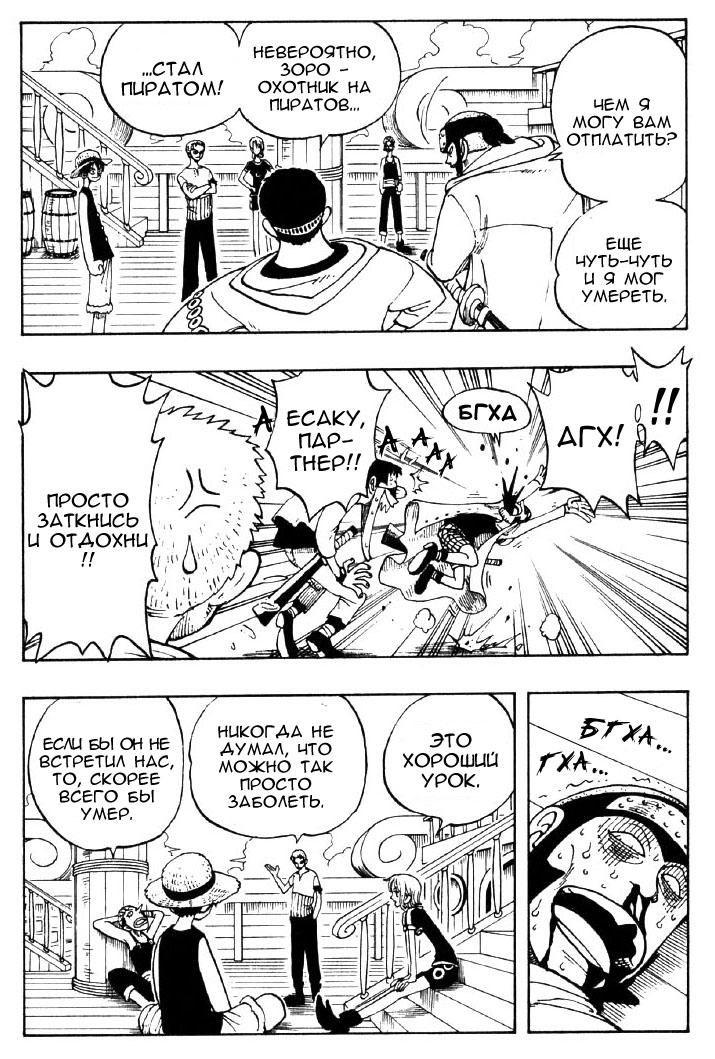 ЧЕМ Я
МОГУ ВАМ
ОТПЛАТИТЬ?
ЕЩЕ
ЧУТЬ-ЧУТЬ
И Я МОГ
УМЕРЕТЬ.
НЕВЕРОЯТНО,
ЗОРО -
ОХОТНИК НА
ПИРАТОВ...
...СТАЛ
ПИРАТОМ!
!!
АГХ!
БГХА
ЕСАКУ,
ПАР-
ТНЕР!!
А
А ААА
ПРОСТО
ЗАТКНИСЬ
И ОТДОХНИ
!!
БГХА...
ГХА...
ЭТО
ХОРОШИЙ
УРОК.
НИКОГДА НЕ
ДУМАЛ, ЧТО
МОЖНО ТАК
ПРОСТО
ЗАБОЛЕТЬ.
ЕСЛИ БЫ ОН НЕ
ВСТРЕТИЛ НАС,
ТО, СКОРЕЕ
ВСЕГО БЫ
УМЕР.